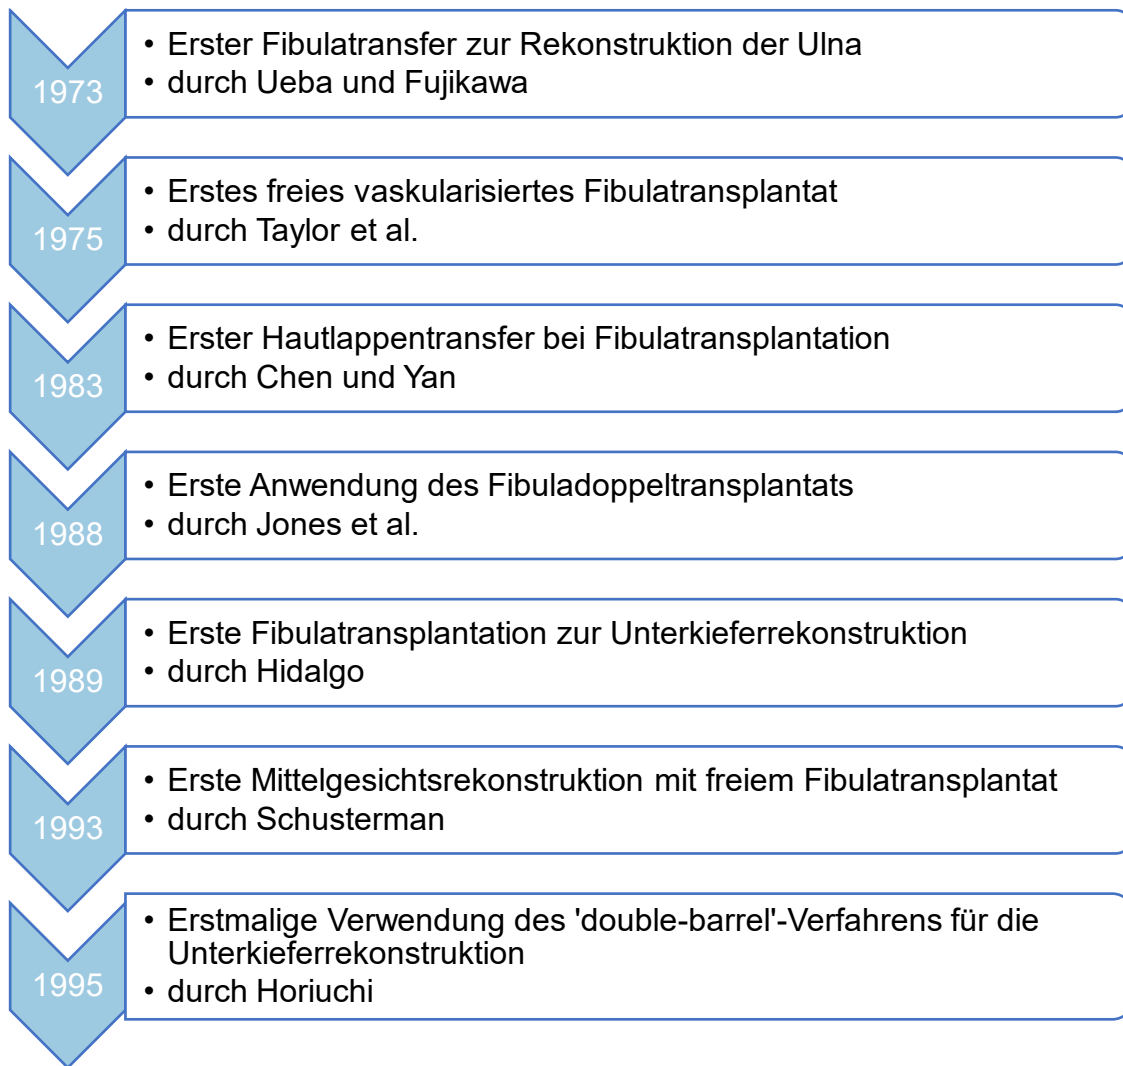 1973
• Erster Fibulatransfer zur Rekonstruktion der Ulna
• durch Ueba und Fujikawa
1975
• Erstes freies vaskularisiertes Fibulatransplantat
• durch Taylor et al.
1983
• Erster Hautlappentransfer bei Fibulatransplantation
• durch Chen und Yan
1988
• Erste Anwendung des Fibuladoppeltransplantats
• durch Jones et al.
1989
• Erste Fibulatransplantation zur Unterkieferrekonstruktion
• durch Hidalgo
1993
• Erste Mittelgesichtsrekonstruktion mit freiem Fibulatransplantat
• durch Schusterman
1995
• Erstmalige Verwendung des 'double-barrel'-Verfahrens für die
Unterkieferrekonstruktion
• durch Horiuchi